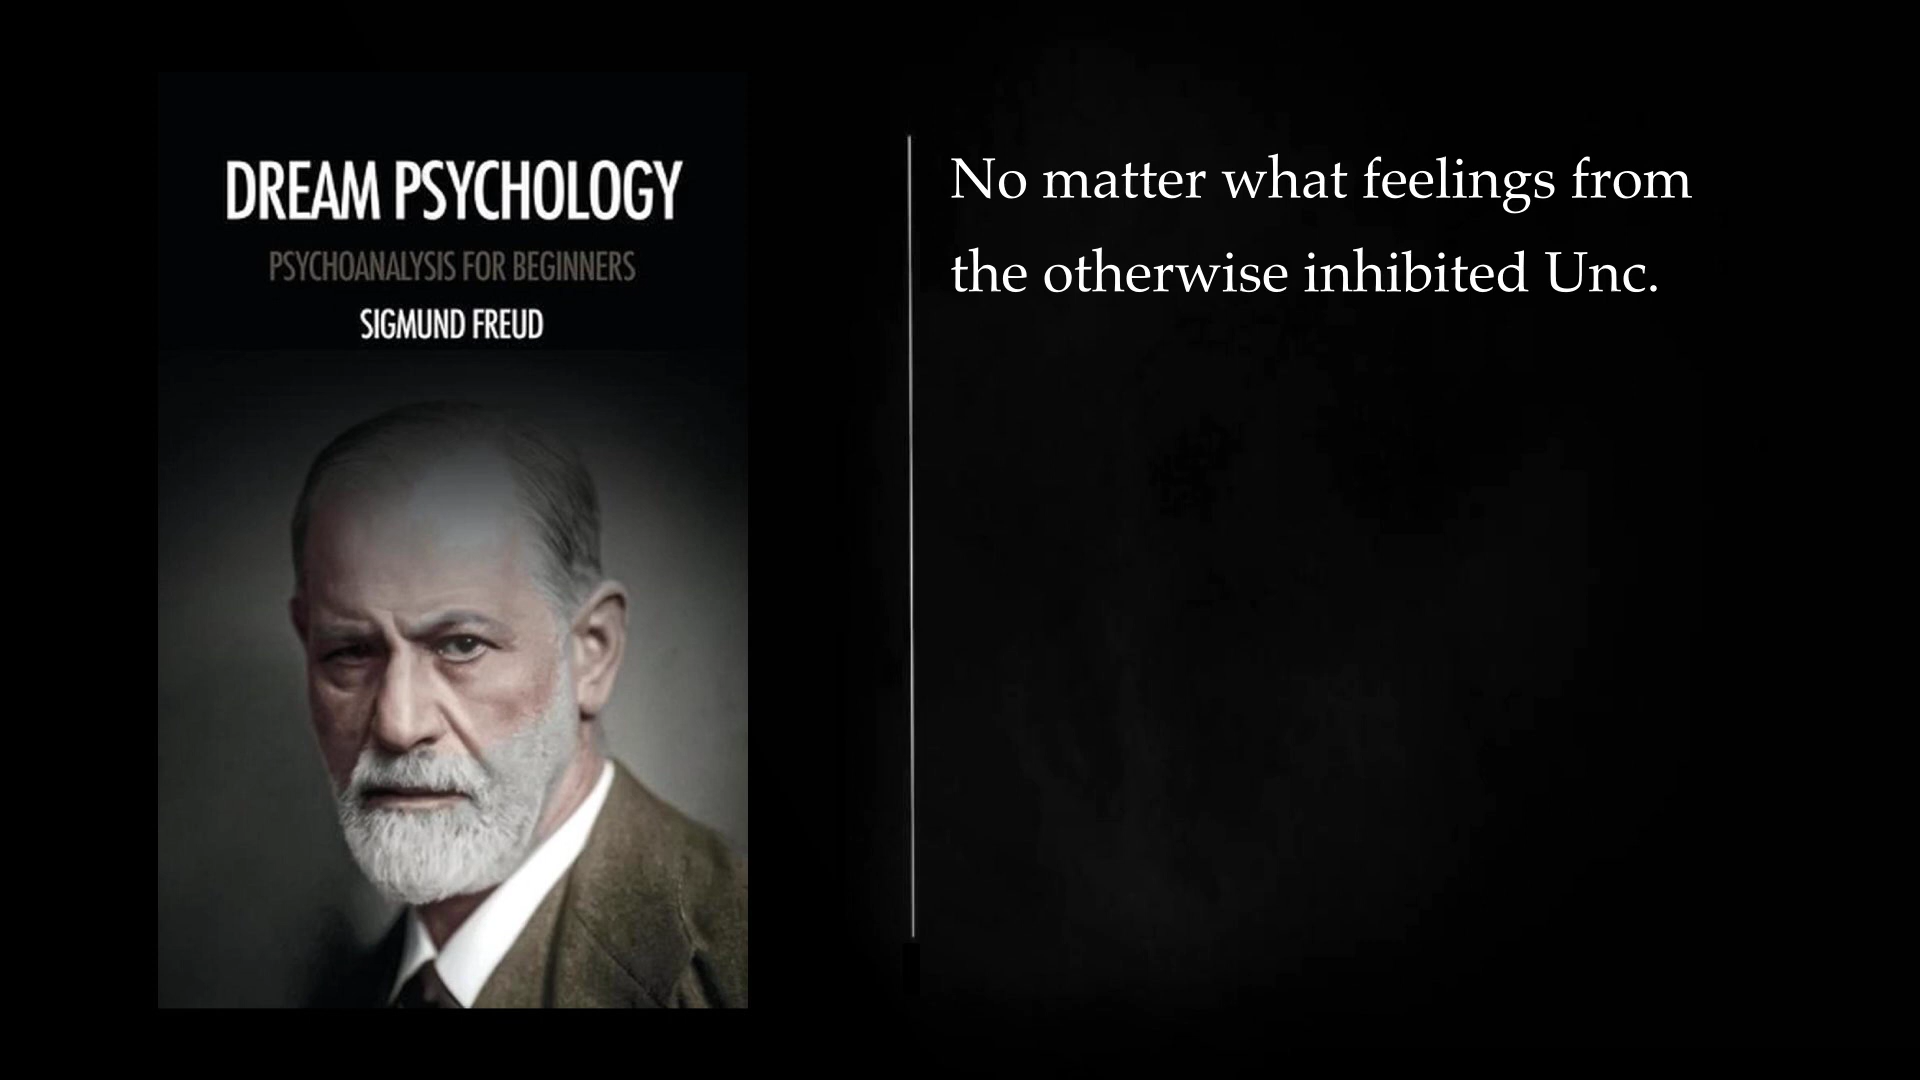 DREAM PSYCHOLOGY
PSYCHOANALYSIS FOR BEGINNERS
SIGMUND FREUD
No matter what feelings from
the otherwise inhibited Unc.